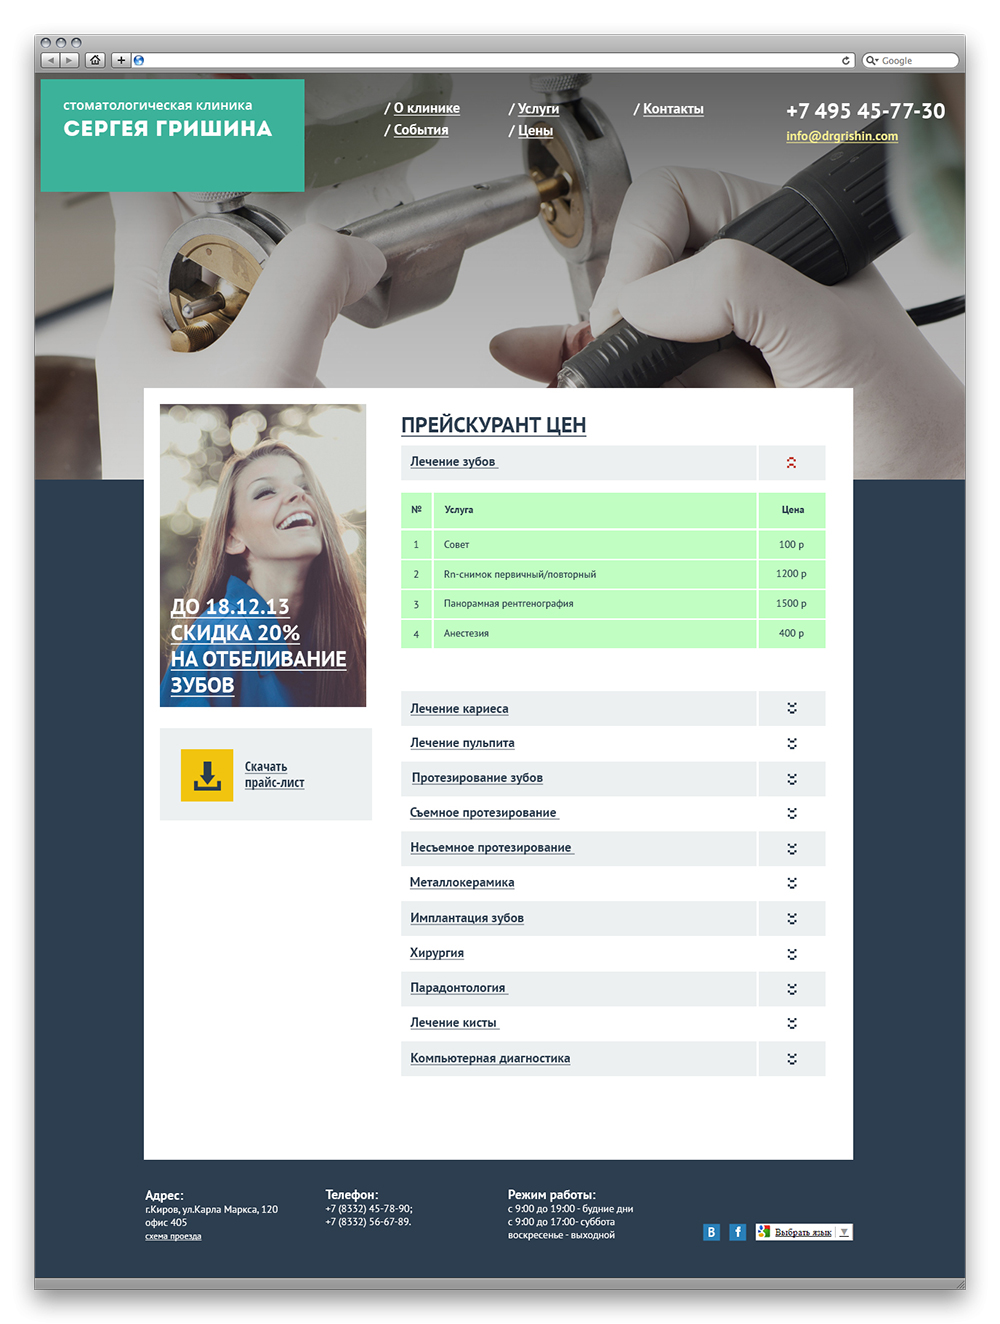 Google
стоматологическая клиника
СЕРГЕЯ ГРИШИНА
/ О клинике
/ События
/ Услуги
/ Цены
/ Контакты
+7 495 45-77-30
info@drgrishin.com
ДО 18.12.13
СКИДКА 20%
НА ОТБЕЛИВАНИЕ
ЗУБОВ
Скачать
прайс-лист
ПРЕЙСКУРАНТ ЦЕН
Лечение зубов
№ Услуга Цена
1 Совет 100 р
2 Rn-снимок первичный/повторный 1200 р
3 Панорамная рентгенография 1500 р
4 Анестезия 400 р
Лечение кариеса
Лечение пульпита
Протезирование зубов
Съемное протезирование
Несъемное протезирование
Металлокерамика
Имплантация зубов
Хирургия
Парадонтология
Лечение кисты
Компьютерная диагностика
Адрес:
г.Киров, ул.Карла Маркса, 120
офис 405
схема проезда
Телефон:
+7 (8332) 45-78-90;
+7 (8332) 56-67-89.
Режим работы:
с 9:00 до 19:00 - будние дни
с 9:00 до 17:00- суббота
воскресенье - выходной
В f Выбрать язык